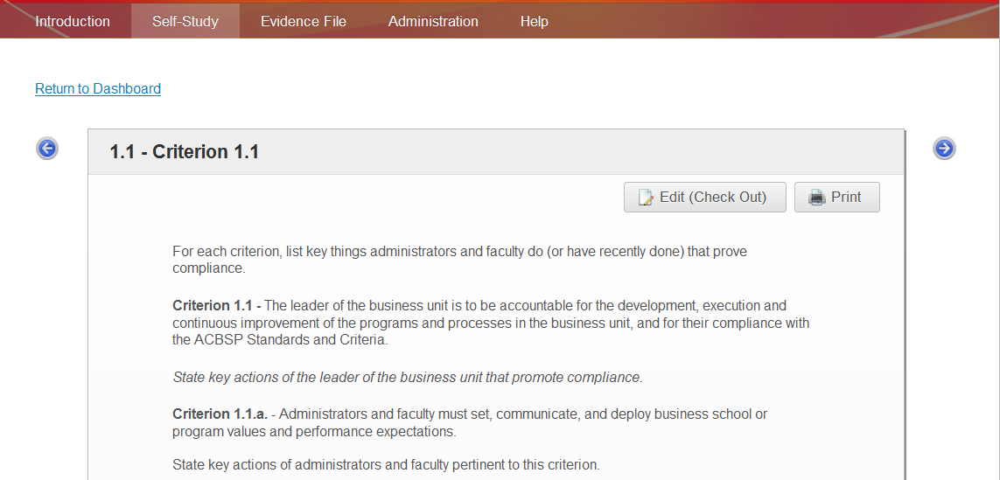 Introduction Self-Study Evidence File Administration Help
Return to Dashboard
1.1 - Criterion 1.1
Edit (Check Out) Print
For each criterion, list key things administrators and faculty do (or have recently done) that prove
compliance.
Criterion 1.1 - The leader of the business unit is to be accountable for the development, execution and
continuous improvement of the programs and processes in the business unit, and for their compliance with
the ACBSP Standards and Criteria.
State key actions of the leader of the business unit that promote compliance.
Criterion 1.1.a. - Administrators and faculty must set, communicate, and deploy business school or
program values and performance expectations.
State key actions of administrators and faculty pertinent to this criterion.